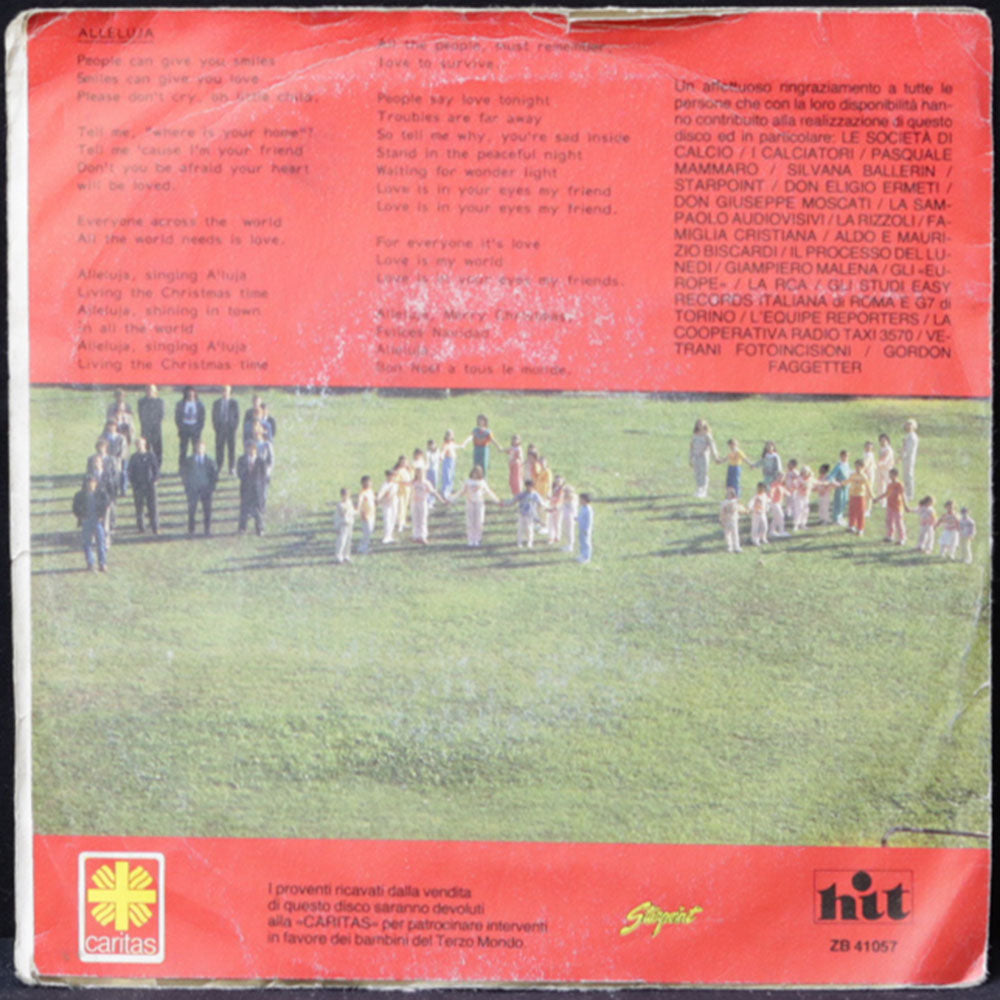 ALLELUJA
People can give you smiles
Smiles can give you love
Please don't cry, oh little child.
Tell me, "where is your home"?
Tell me 'cause I'm your friend
Don't you be afraid your heart
will be loved.
Everyone across the world
All the world needs is love.
Alleluja, singing A'luja
Living the Christmas time
Alleluja, shining in town
In all the world
Alleluja, singing A'luja
Living the Christmas time
All the people, must remember
Love to survive.
People say love tonight
Troubles are far away
So tell me why, you're sad inside
Stand in the peaceful night
Waiting for wonder light
Love is in your eyes my friend
Love is in your eyes my friend.
For everyone it's love
Love is my world
Love is in your eyes my friends.
Alleluja, Merry Christmas
Felices Navidad
Alleluja
Bon Noel a tous le monde.
Un affettuoso ringraziamento a tutte le
persone che con la loro disponibilità han-
no contribuito alla realizzazione di questo
disco ed in particolare: LE SOCIETÀ DI
CALCIO / I CALCIATORI / PASQUALE
MAMMARO / SILVANA BALLERIN /
STARPOINT / DON ELIGIO ERMETI /
DON GIUSEPPE MOSCATI / LA SAM-
PAOLO AUDIOVISIVI / LA RIZZOLI / FA-
MIGLIA CRISTIANA / ALDO E MAURI-
ZIO BISCARDI / IL PROCESSO DEL LU-
NEDI / GIAMPIERO MALENA / GLI «EU-
ROPE» / LA RCA / GLI STUDI EASY
RECORDS ITALIANA di ROMA E G7 di
TORINO / L'EQUIPE REPORTERS / LA
COOPERATIVA RADIO TAXI 3570 / VE-
TRANI FOTOINCISIONI / GORDON
FAGGETTER
caritas
I proventi ricavati dalla vendita
di questo disco saranno devoluti
alla «CARITAS» per patrocinare interventi
in favore dei bambini del Terzo Mondo.
Starpoint
hit
ZB 41057